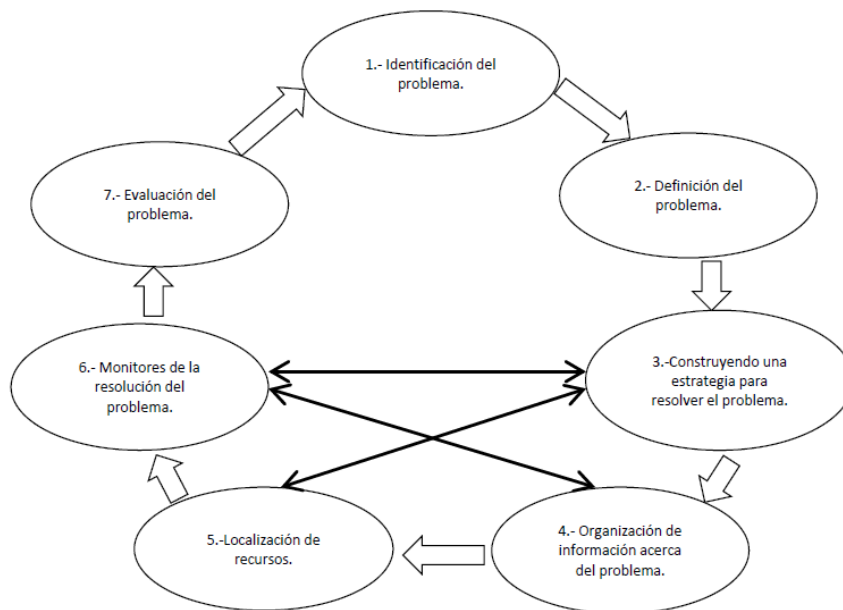 1.- Identificación del
problema.
2.- Definición del
problema.
3.-Construyendo una
estrategia para
resolver el problema.
4.- Organización de
información acerca
del problema.
5.-Localización de
recursos.
6.- Monitores de la
resolución del
problema.
7.- Evaluación del
problema.